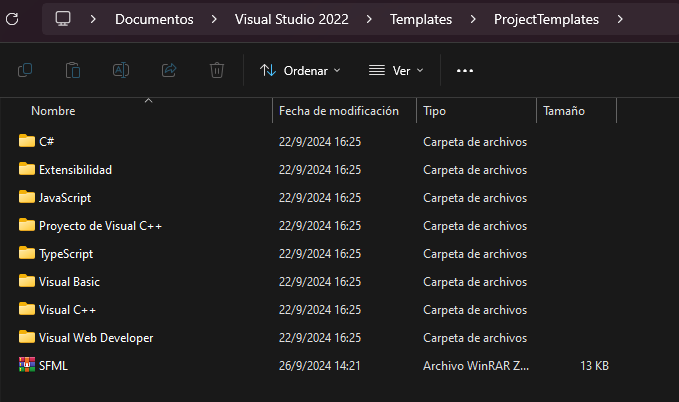 Documentos > Visual Studio 2022 > Templates > ProjectTemplates >
Ordenar Ver
Nombre Fecha de modificación Tipo Tamaño
C# 22/9/2024 16:25 Carpeta de archivos
Extensibilidad 22/9/2024 16:25 Carpeta de archivos
JavaScript 22/9/2024 16:25 Carpeta de archivos
Proyecto de Visual C++ 22/9/2024 16:25 Carpeta de archivos
TypeScript 22/9/2024 16:25 Carpeta de archivos
Visual Basic 22/9/2024 16:25 Carpeta de archivos
Visual C++ 22/9/2024 16:25 Carpeta de archivos
Visual Web Developer 22/9/2024 16:25 Carpeta de archivos
SFML 26/9/2024 14:21 Archivo WinRAR Z... 13 KB